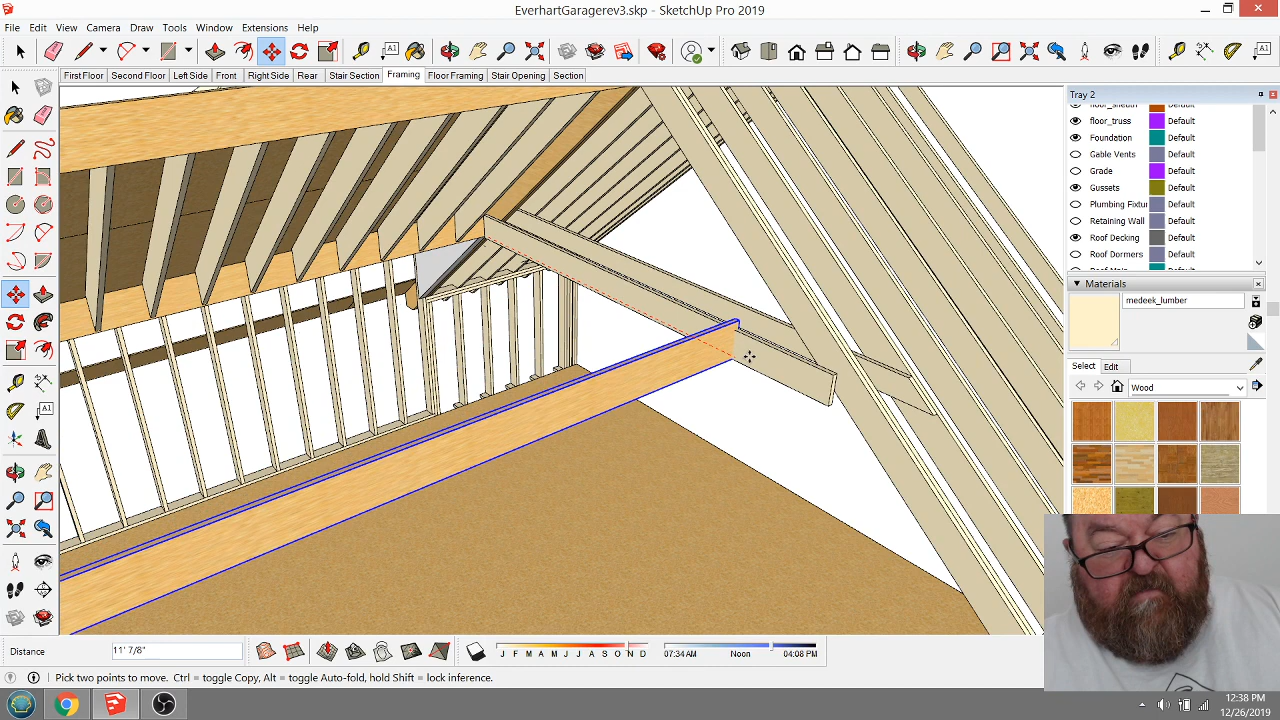 EverhartGaragerev3.skp - SketchUp Pro 2019
File Edit View Camera Draw Tools Window Extensions Help
First Floor Second Floor Left Side Front Right Side Rear Stair Section Framing Floor Framing Stair Opening Section
Tray 2
floor_sheath Default
floor_truss Default
Foundation Default
Gable Vents Default
Grade Default
Gussets Default
Plumbing Fixtur Default
Retaining Wall Default
Roof Decking Default
Roof Dormers Default
Materials
medeek_lumber
Select Edit
Wood
Distance 11' 7/8"
J F M A M J J A S O N D
07:34 AM Noon 04:08 PM
Pick two points to move. Ctrl = toggle Copy, Alt = toggle Auto-fold, hold Shift = lock inference.
12:38 PM
12/26/2019